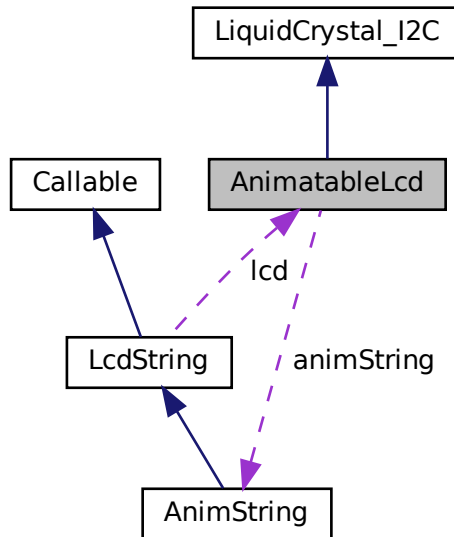 LiquidCrystal_I2C
Callable
AnimatableLcd
lcd
LcdString
animString
AnimString